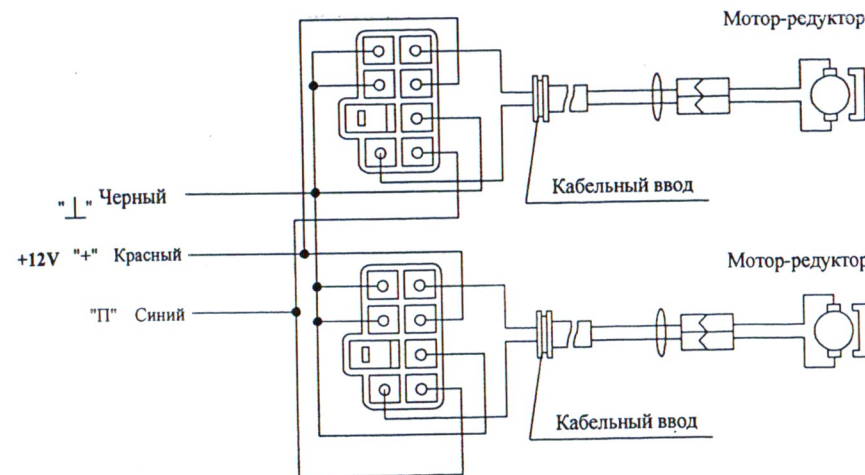 Мотор-редуктор
Кабельный ввод
"⊥" Черный
+12V "+" Красный
Мотор-редуктор
"П" Синий
Кабельный ввод